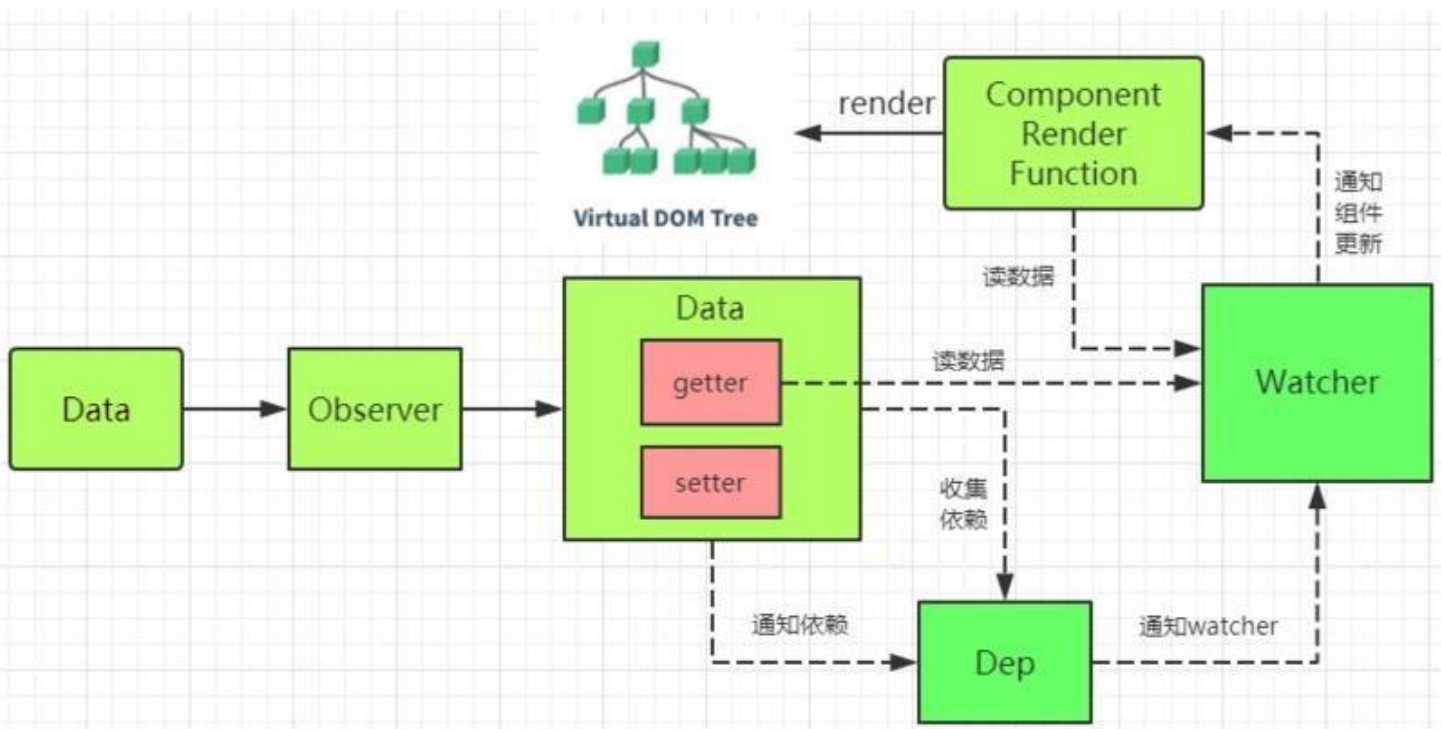 render
Component
Render
Function
Virtual DOM Tree
通知
组件
更新
读数据
Data
getter
setter
读数据
Data
Observer
Watcher
收集
依赖
通知依赖
Dep
通知watcher